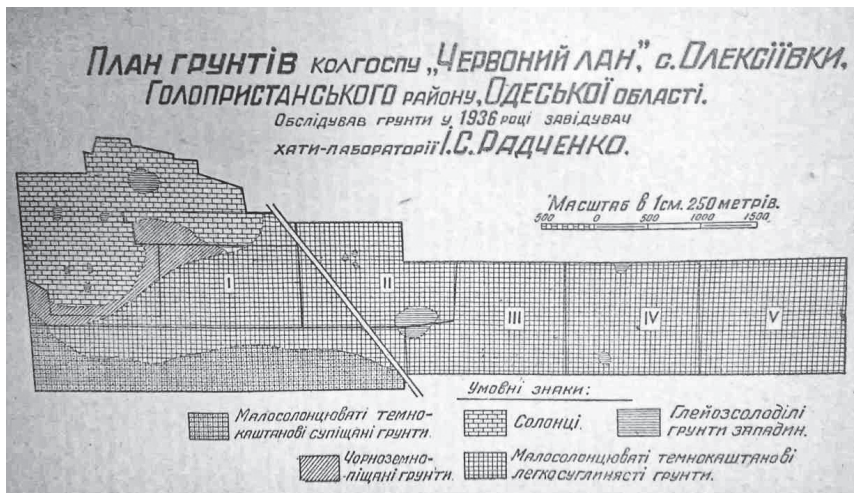 План грунтів колгоспу „Червоний лан,” с. Олексіївки,
Голопристанського району, Одеської області.
Обслідував грунти у 1936 році завідувач
хати-лабораторії І.С. Радченко.
Масштаб в 1см. 250 метрів.
500 0 500 1000 1500
I
II
III
IV
V
Умовні знаки:
Малосолонцюваті темно-
каштанові супіщані грунти.
Солонці.
Глейоосолоділі
грунти западин.
Чорноземно-
-піщані грунти.
Малосолонцюваті темнокаштанові
легкосуглинясті грунти.